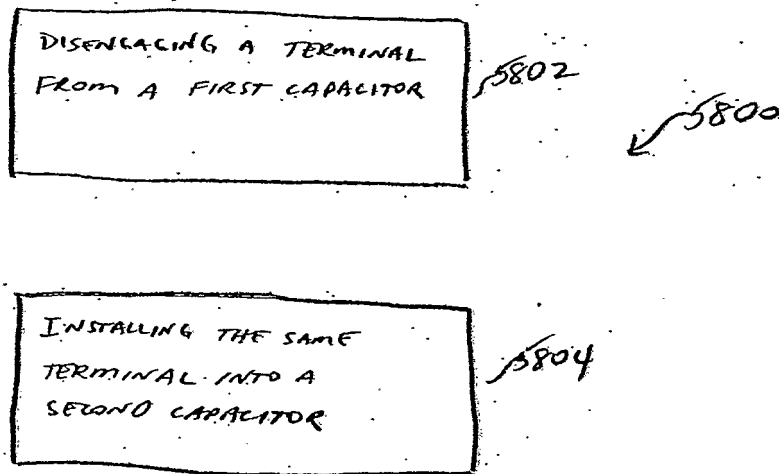 DISENGAGING A TERMINAL
FROM A FIRST CAPACITOR
5802
5800
INSTALLING THE SAME
TERMINAL INTO A
SECOND CAPACITOR
5804